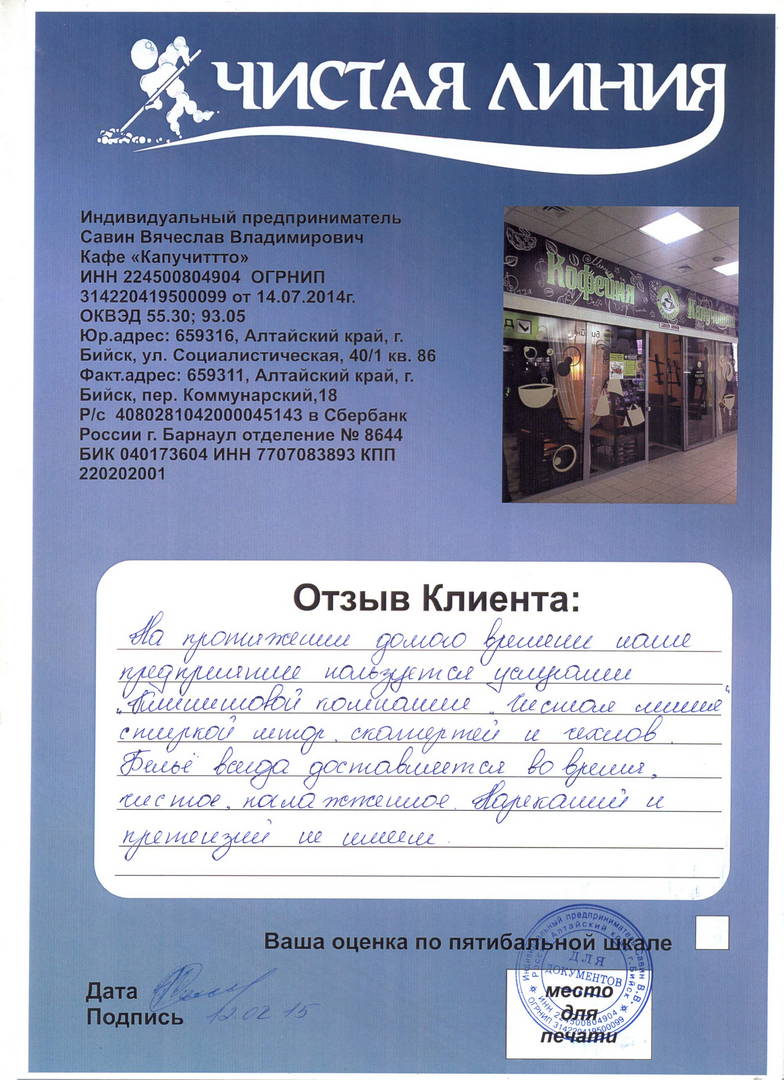 ЧИСТАЯ ЛИНИЯ
Индивидуальный предприниматель
Савин Вячеслав Владимирович
Кафе «Капучиттто»
ИНН 224500804904 ОГРНИП
314220419500099 от 14.07.2014г.
ОКВЭД 55.30; 93.05
Юр.адрес: 659316, Алтайский край, г.
Бийск, ул. Социалистическая, 40/1 кв. 86
Факт.адрес: 659311, Алтайский край, г.
Бийск, пер. Коммунарский,18
Р/с 4080281042000045143 в Сбербанк
России г. Барнаул отделение № 8644
БИК 040173604 ИНН 7707083893 КПП
220202001
Кофейня
Отзыв Клиента:
На протяжении долгого времени наше
предприятие пользуется услугами
"Клининговой компании "Чистая линия"
стиркой штор, скатертей и чехлов.
Бельё всегда доставляется во время,
чистое, наглаженное. Нареканий и
претензий не имеем.
Ваша оценка по пятибальной шкале
Дата
Подпись 12.02.15
место
для
печати
Индивидуальный предприниматель Савин В.В.
Алтайский край г.Бийск
ДЛЯ
ДОКУМЕНТОВ
ИНН 224500804904
ОГРНИП 314220419500099